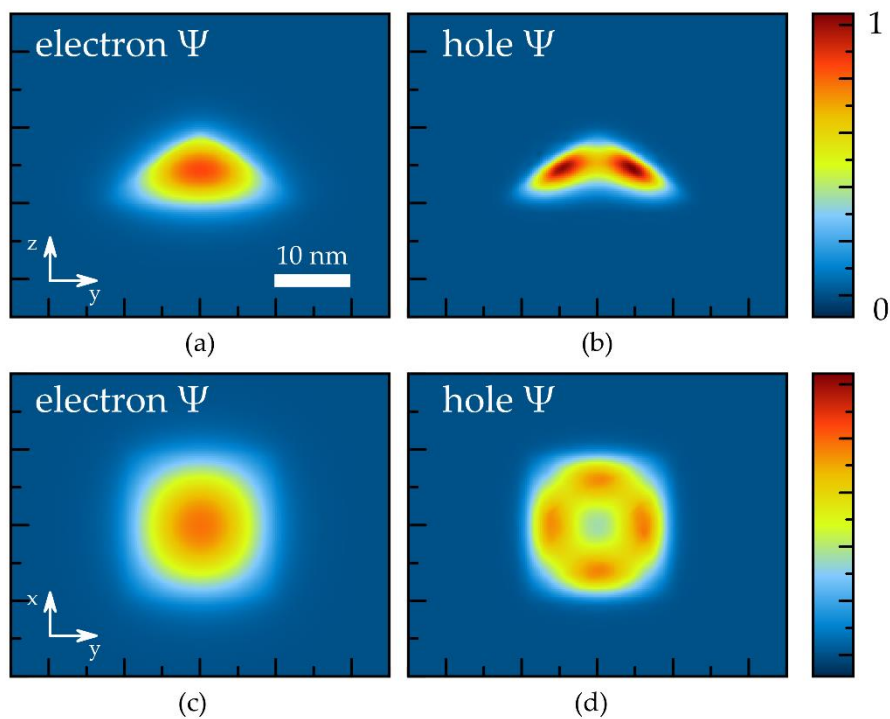 electron Ψ
hole Ψ
1
z
y
10 nm
0
(a)
(b)
electron Ψ
hole Ψ
x
y
(c)
(d)